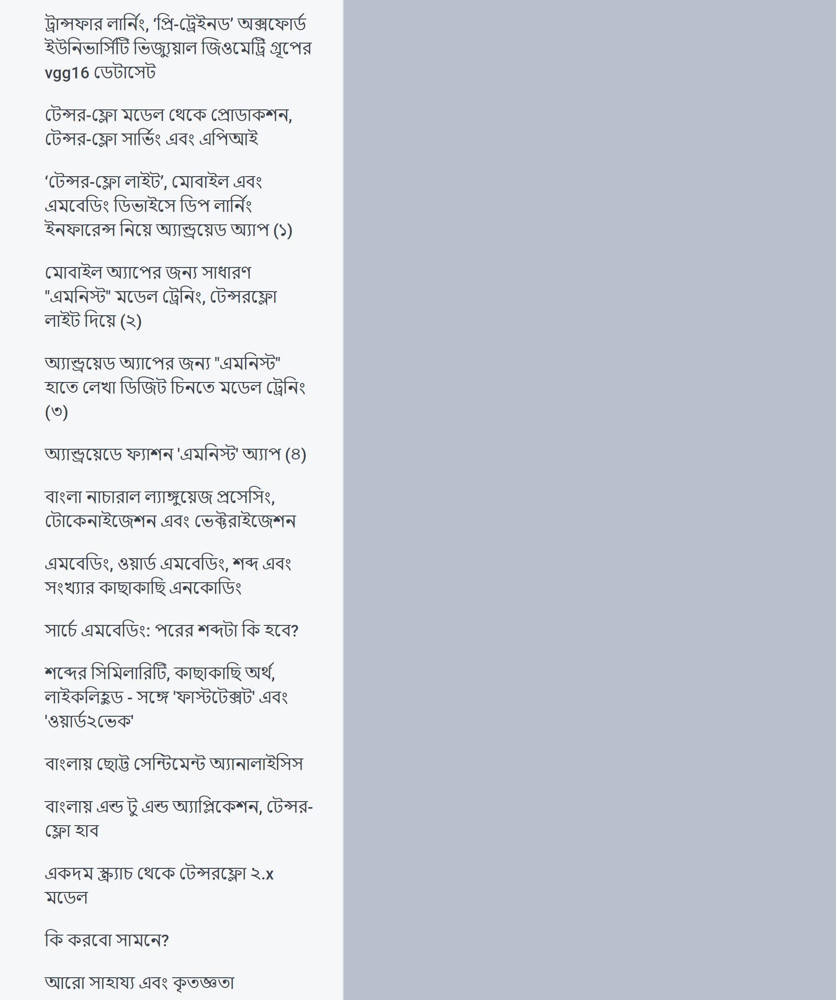 ট্রান্সফার লার্নিং, ‘প্রি-ট্রেইনড’ অক্সফোর্ড
ইউনিভার্সিটি ভিজ্যুয়াল জিওমেট্রি গ্রূপের
vgg16 ডেটাসেট
টেন্সর-ফ্লো মডেল থেকে প্রোডাকশন,
টেন্সর-ফ্লো সার্ভিং এবং এপিআই
‘টেন্সর-ফ্লো লাইট’, মোবাইল এবং
এমবেডিং ডিভাইসে ডিপ লার্নিং
ইনফারেন্স নিয়ে অ্যান্ড্রয়েড অ্যাপ (১)
মোবাইল অ্যাপের জন্য সাধারণ
"এমনিস্ট" মডেল ট্রেনিং, টেন্সরফ্লো
লাইট দিয়ে (২)
অ্যান্ড্রয়েড অ্যাপের জন্য "এমনিস্ট"
হাতে লেখা ডিজিট চিনতে মডেল ট্রেনিং
(৩)
অ্যান্ড্রয়েডে ফ্যাশন 'এমনিস্ট' অ্যাপ (৪)
বাংলা নাচারাল ল্যাঙ্গুয়েজ প্রসেসিং,
টোকেনাইজেশন এবং ভেক্টরাইজেশন
এমবেডিং, ওয়ার্ড এমবেডিং, শব্দ এবং
সংখ্যার কাছাকাছি এনকোডিং
সার্চে এমবেডিং: পরের শব্দটা কি হবে?
শব্দের সিমিলারিটি, কাছাকাছি অর্থ,
লাইকলিহ্রুড - সঙ্গে 'ফাস্টটেক্সট' এবং
'ওয়ার্ড২ভেক'
বাংলায় ছোট্ট সেন্টিমেন্ট অ্যানালাইসিস
বাংলায় এন্ড টু এন্ড অ্যাপ্লিকেশন, টেন্সর-
ফ্লো হাব
একদম স্ক্র্যাচ থেকে টেন্সরফ্লো ২.x
মডেল
কি করবো সামনে?
আরো সাহায্য এবং কৃতজ্ঞতা